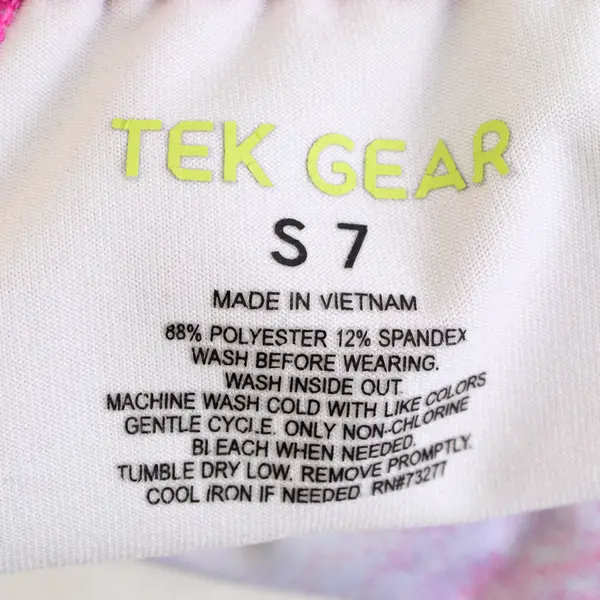 TEK GEAR
S 7
MADE IN VIETNAM
88% POLYESTER 12% SPANDEX
WASH BEFORE WEARING.
WASH INSIDE OUT.
MACHINE WASH COLD WITH LIKE COLORS
GENTLE CYCLE. ONLY NON-CHLORINE
BLEACH WHEN NEEDED.
TUMBLE DRY LOW. REMOVE PROMPTLY.
COOL IRON IF NEEDED. RN#73277